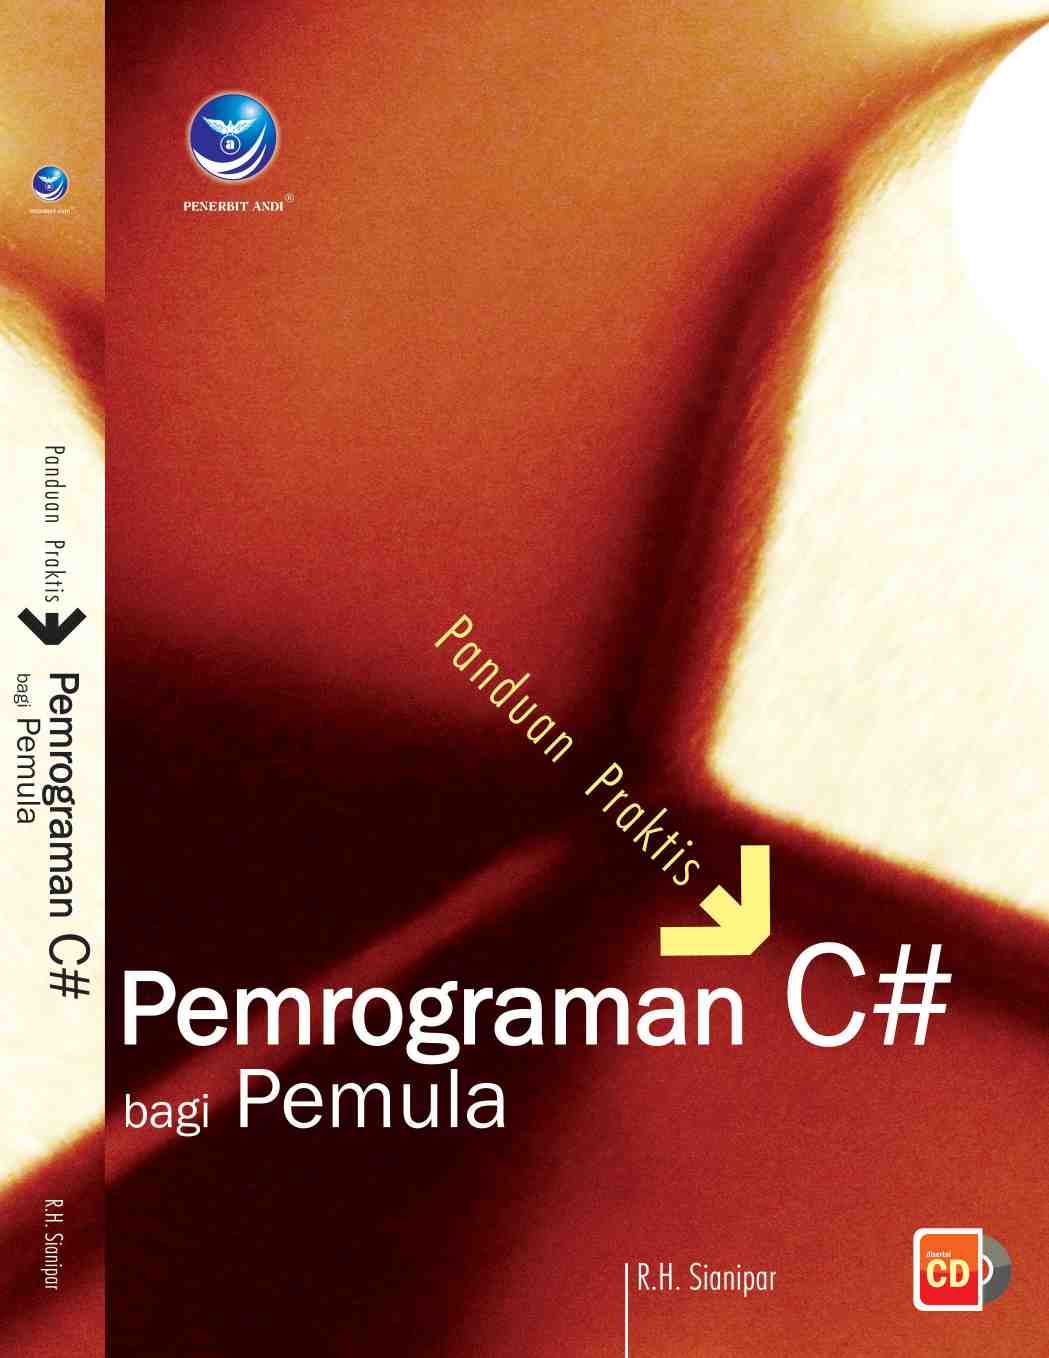 PENERBIT ANDI®
Panduan Praktis
Pemrograman C#
bagi Pemula
R.H. Sianipar
Panduan Praktis
Pemrograman C#
bagi Pemula
R.H. Sianipar
disertai
CD